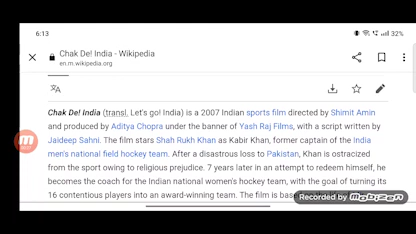 6:13
32%
Chak De! India - Wikipedia
en.m.wikipedia.org
Chak De! India (transl. Let's go! India) is a 2007 Indian sports film directed by Shimit Amin
and produced by Aditya Chopra under the banner of Yash Raj Films, with a script written by
Jaideep Sahni. The film stars Shah Rukh Khan as Kabir Khan, former captain of the India
men's national field hockey team. After a disastrous loss to Pakistan, Khan is ostracized
from the sport owing to religious prejudice. 7 years later in an attempt to redeem himself, he
becomes the coach for the Indian national women's hockey team, with the goal of turning its
16 contentious players into an award-winning team. The film is bas
Recorded by Mobizen